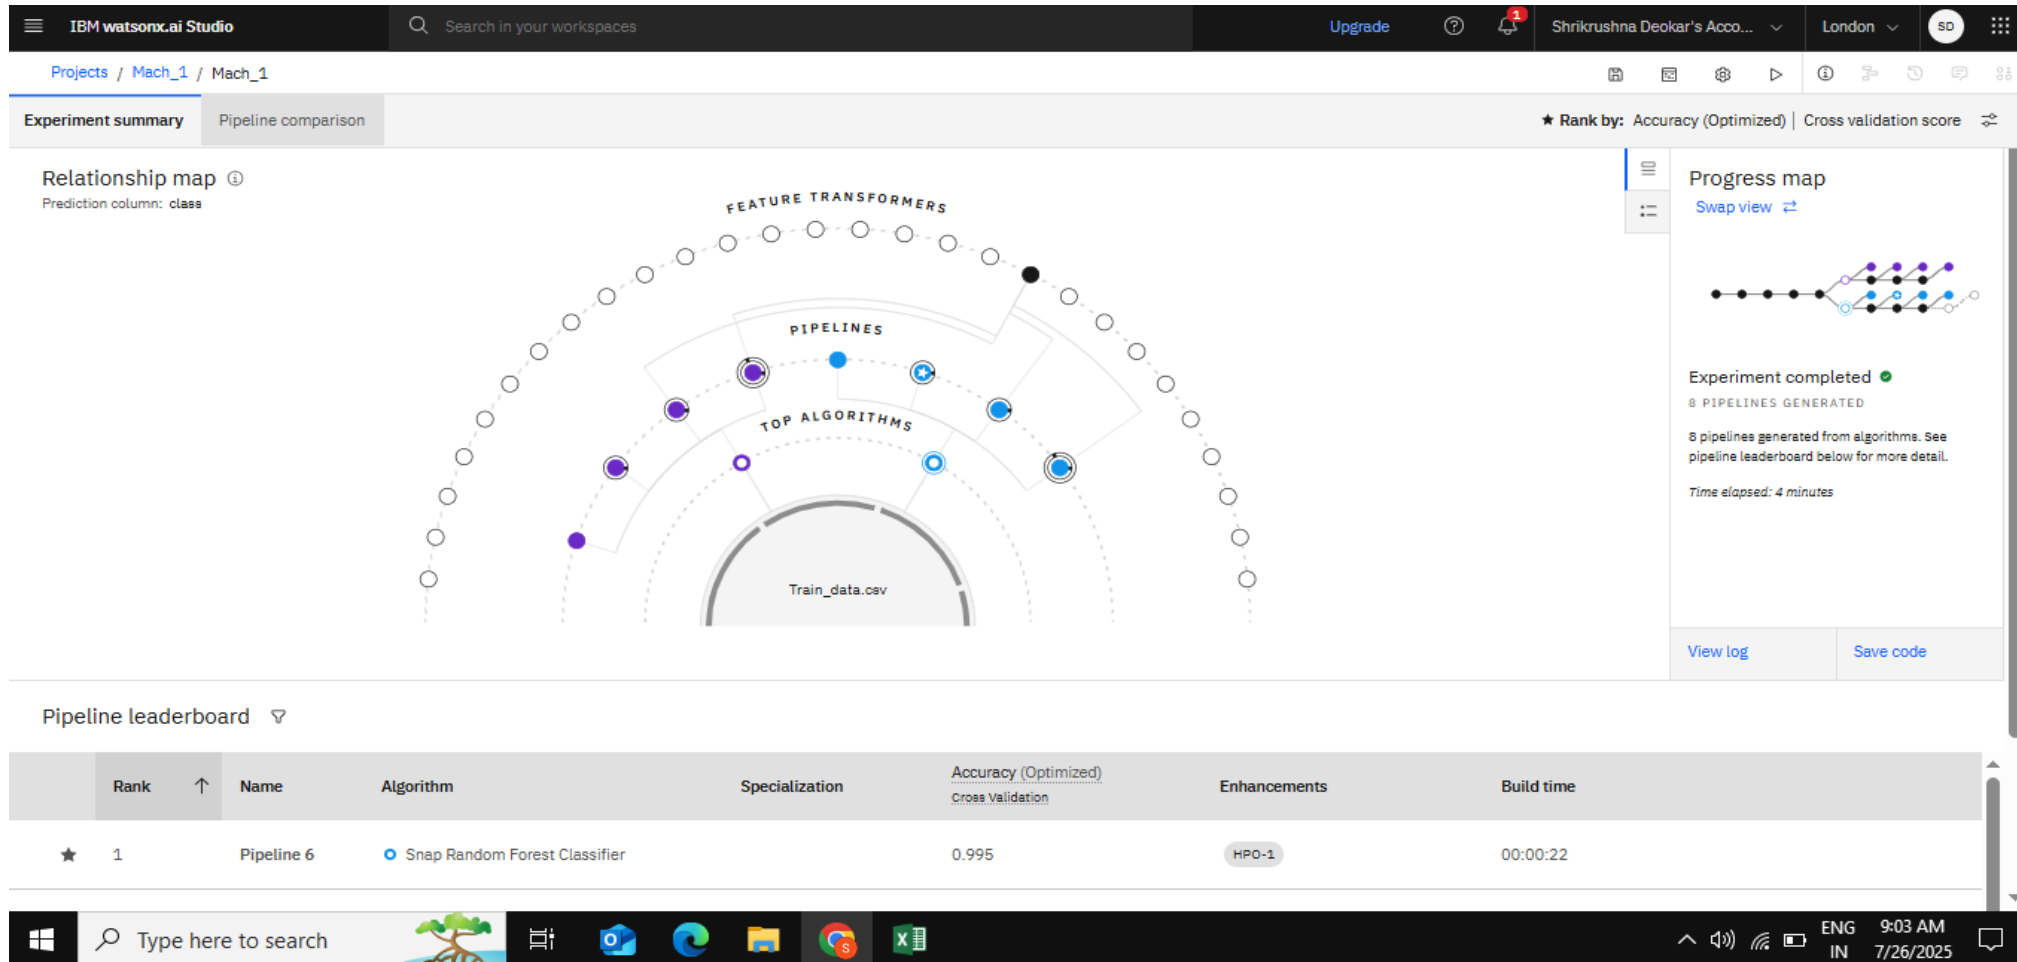 IBM watsonx.ai Studio
Search in your workspaces
Upgrade
1
Shrikrushna Deokar's Acco...
London
SD
Projects / Mach_1 / Mach_1
Experiment summary
Pipeline comparison
Rank by: Accuracy (Optimized) | Cross validation score
Relationship map
Prediction column: class
FEATURE TRANSFORMERS
PIPELINES
TOP ALGORITHMS
Train_data.csv
Progress map
Swap view
Experiment completed
8 PIPELINES GENERATED
8 pipelines generated from algorithms. See
pipeline leaderboard below for more detail.
Time elapsed: 4 minutes
View log
Save code
Pipeline leaderboard
Rank
Name
Algorithm
Specialization
Accuracy (Optimized)
Cross Validation
Enhancements
Build time
1
Pipeline 6
Snap Random Forest Classifier
0.995
HPO-1
00:00:22
Type here to search
S
ENG
IN
9:03 AM
7/26/2025